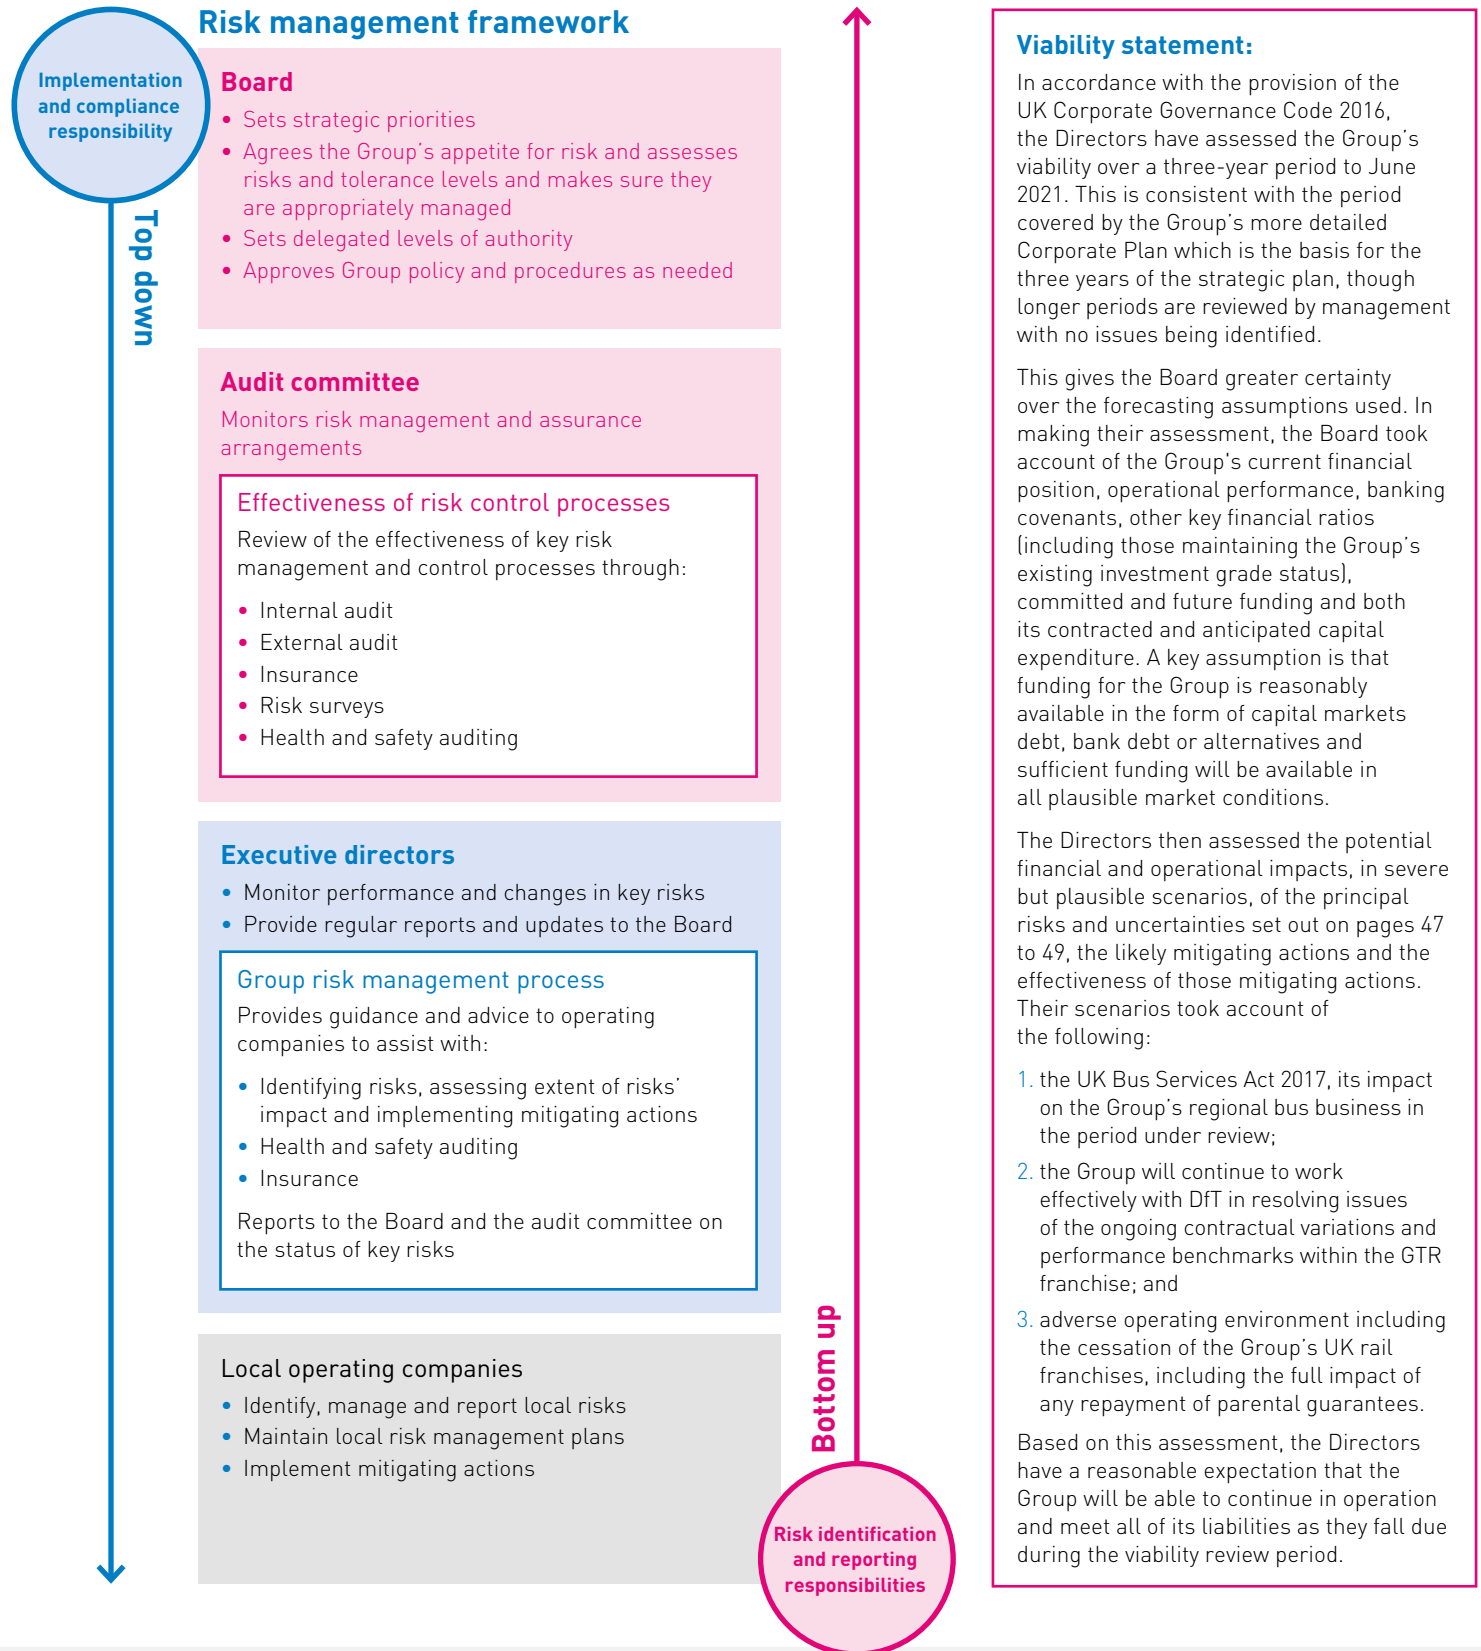 Risk management framework
Implementation
and compliance
responsibility
Top down
Board
• Sets strategic priorities
• Agrees the Group's appetite for risk and assesses
risks and tolerance levels and makes sure they
are appropriately managed
• Sets delegated levels of authority
• Approves Group policy and procedures as needed
Audit committee
Monitors risk management and assurance
arrangements
Effectiveness of risk control processes
Review of the effectiveness of key risk
management and control processes through:
• Internal audit
• External audit
• Insurance
• Risk surveys
• Health and safety auditing
Executive directors
• Monitor performance and changes in key risks
• Provide regular reports and updates to the Board
Group risk management process
Provides guidance and advice to operating
companies to assist with:
• Identifying risks, assessing extent of risks'
impact and implementing mitigating actions
• Health and safety auditing
• Insurance
Reports to the Board and the audit committee on
the status of key risks
Local operating companies
• Identify, manage and report local risks
• Maintain local risk management plans
• Implement mitigating actions
Bottom up
Risk identification
and reporting
responsibilities
Viability statement:
In accordance with the provision of the
UK Corporate Governance Code 2016,
the Directors have assessed the Group's
viability over a three-year period to June
2021. This is consistent with the period
covered by the Group's more detailed
Corporate Plan which is the basis for the
three years of the strategic plan, though
longer periods are reviewed by management
with no issues being identified.
This gives the Board greater certainty
over the forecasting assumptions used. In
making their assessment, the Board took
account of the Group's current financial
position, operational performance, banking
covenants, other key financial ratios
(including those maintaining the Group's
existing investment grade status),
committed and future funding and both
its contracted and anticipated capital
expenditure. A key assumption is that
funding for the Group is reasonably
available in the form of capital markets
debt, bank debt or alternatives and
sufficient funding will be available in
all plausible market conditions.
The Directors then assessed the potential
financial and operational impacts, in severe
but plausible scenarios, of the principal
risks and uncertainties set out on pages 47
to 49, the likely mitigating actions and the
effectiveness of those mitigating actions.
Their scenarios took account of
the following:
1. the UK Bus Services Act 2017, its impact
on the Group's regional bus business in
the period under review;
2. the Group will continue to work
effectively with DfT in resolving issues
of the ongoing contractual variations and
performance benchmarks within the GTR
franchise; and
3. adverse operating environment including
the cessation of the Group's UK rail
franchises, including the full impact of
any repayment of parental guarantees.
Based on this assessment, the Directors
have a reasonable expectation that the
Group will be able to continue in operation
and meet all of its liabilities as they fall due
during the viability review period.